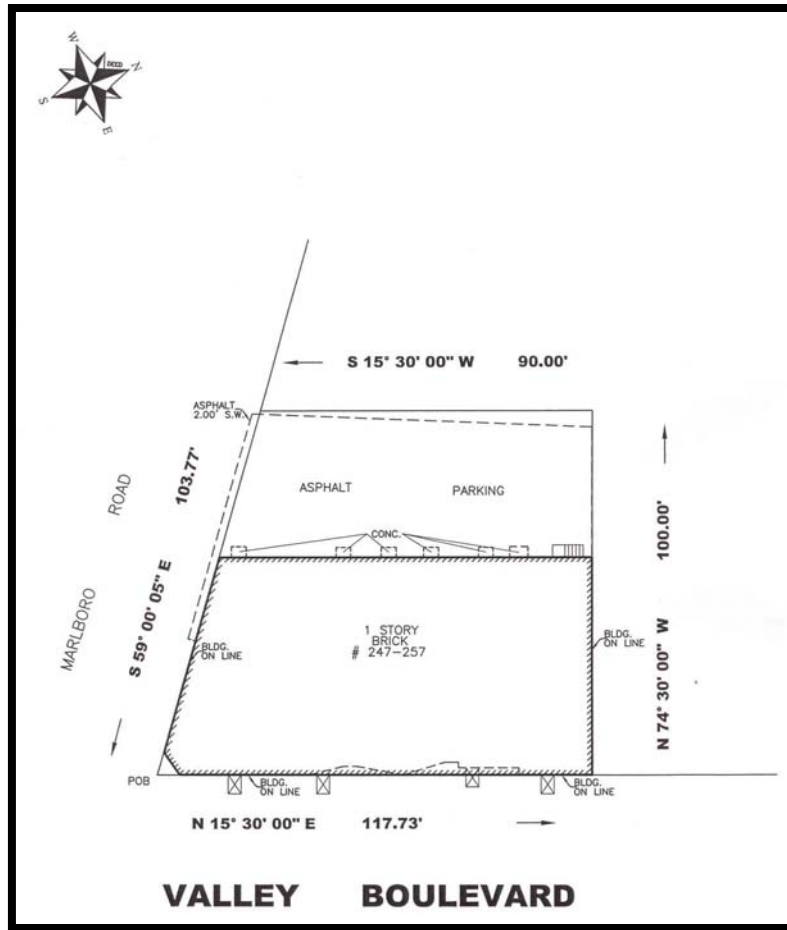 W
DEED
N
S
E
S 15° 30' 00" W 90.00'
ASPHALT
2.00' S.W.
103.77'
ROAD
ASPHALT PARKING
100.00'
CONC.
S 59° 00' 05" E
MARLBORO
1 STORY
BRICK
# 247-257
BLDG.
ON LINE
BLDG.
ON LINE
N 74° 30' 00" W
POB
BLDG.
ON LINE
BLDG.
ON LINE
N 15° 30' 00" E 117.73'
VALLEY BOULEVARD